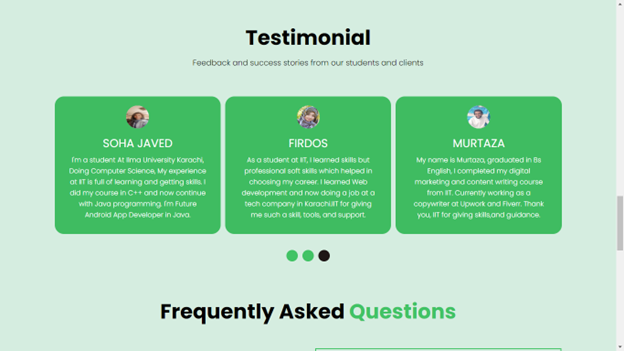 Testimonial
Feedback and success stories from our students and clients
SOHA JAVED
I'm a student At Ilma University Karachi,
Doing Computer Science, My experience
at IIT is full of learning and getting skills. I
did my course in C++ and now continue
with Java programming, I'm Future
Android App Developer in Java.
FIRDOS
As a student at IIT, I learned skills but
professional soft skills which helped in
choosing my career. I learned Web
development and now doing a job at a
tech company in Karachi.IIT for giving
me such a skill, tools, and support.
MURTAZA
My name is Murtaza, graduated in Bs
English, I completed my digital
marketing and content writing course
from IIT. Currently working as a
copywriter at Upwork and Fiverr. Thank
you, IIT for giving skills,and guidance.
Frequently Asked Questions